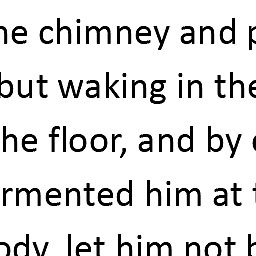 he chimney and p
but waking in the
he floor, and by
rmented him at t
ody, let him not b